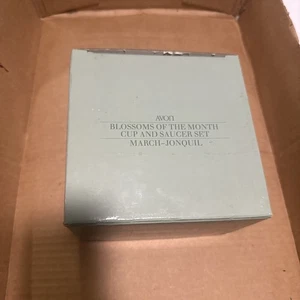 AVON
BLOSSOMS OF THE MONTH
CUP AND SAUCER SET
MARCH–JONQUIL